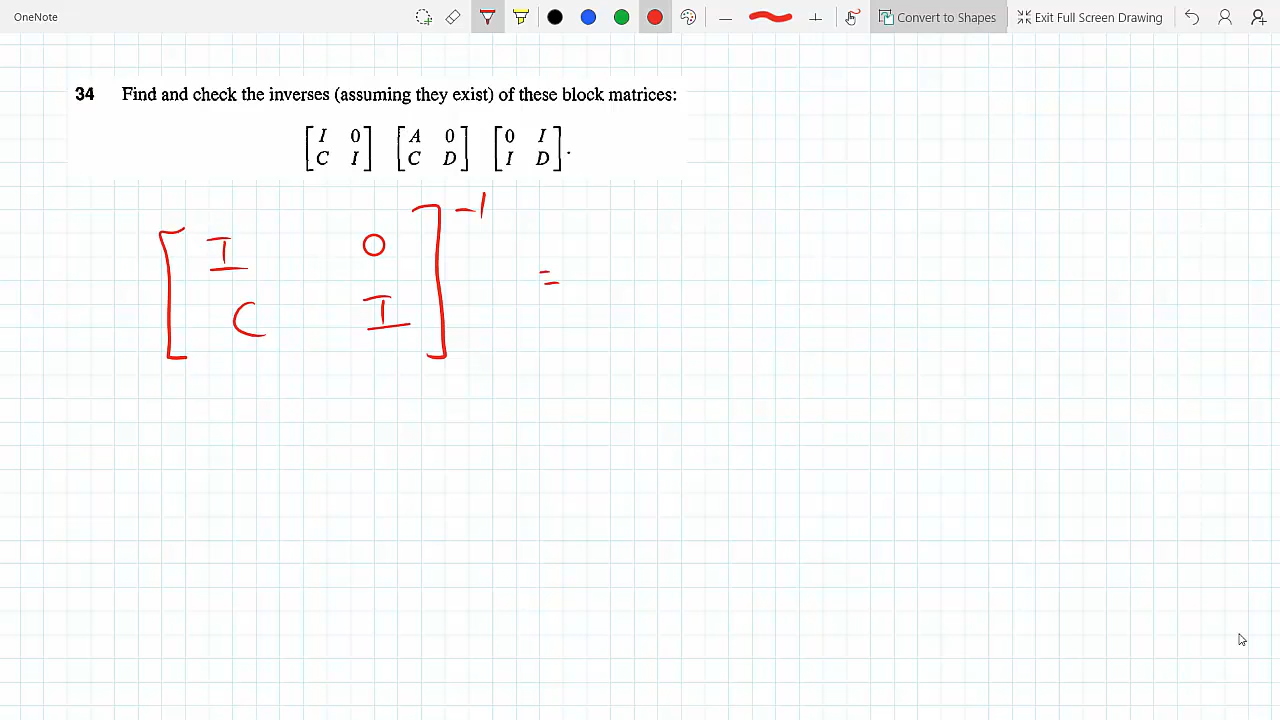 OneNote
Convert to Shapes
Exit Full Screen Drawing
34 Find and check the inverses (assuming they exist) of these block matrices:
[I 0] [A 0] [0 I]
[C I] [C D] [I D].
[I 0]⁻¹ =
[C I]